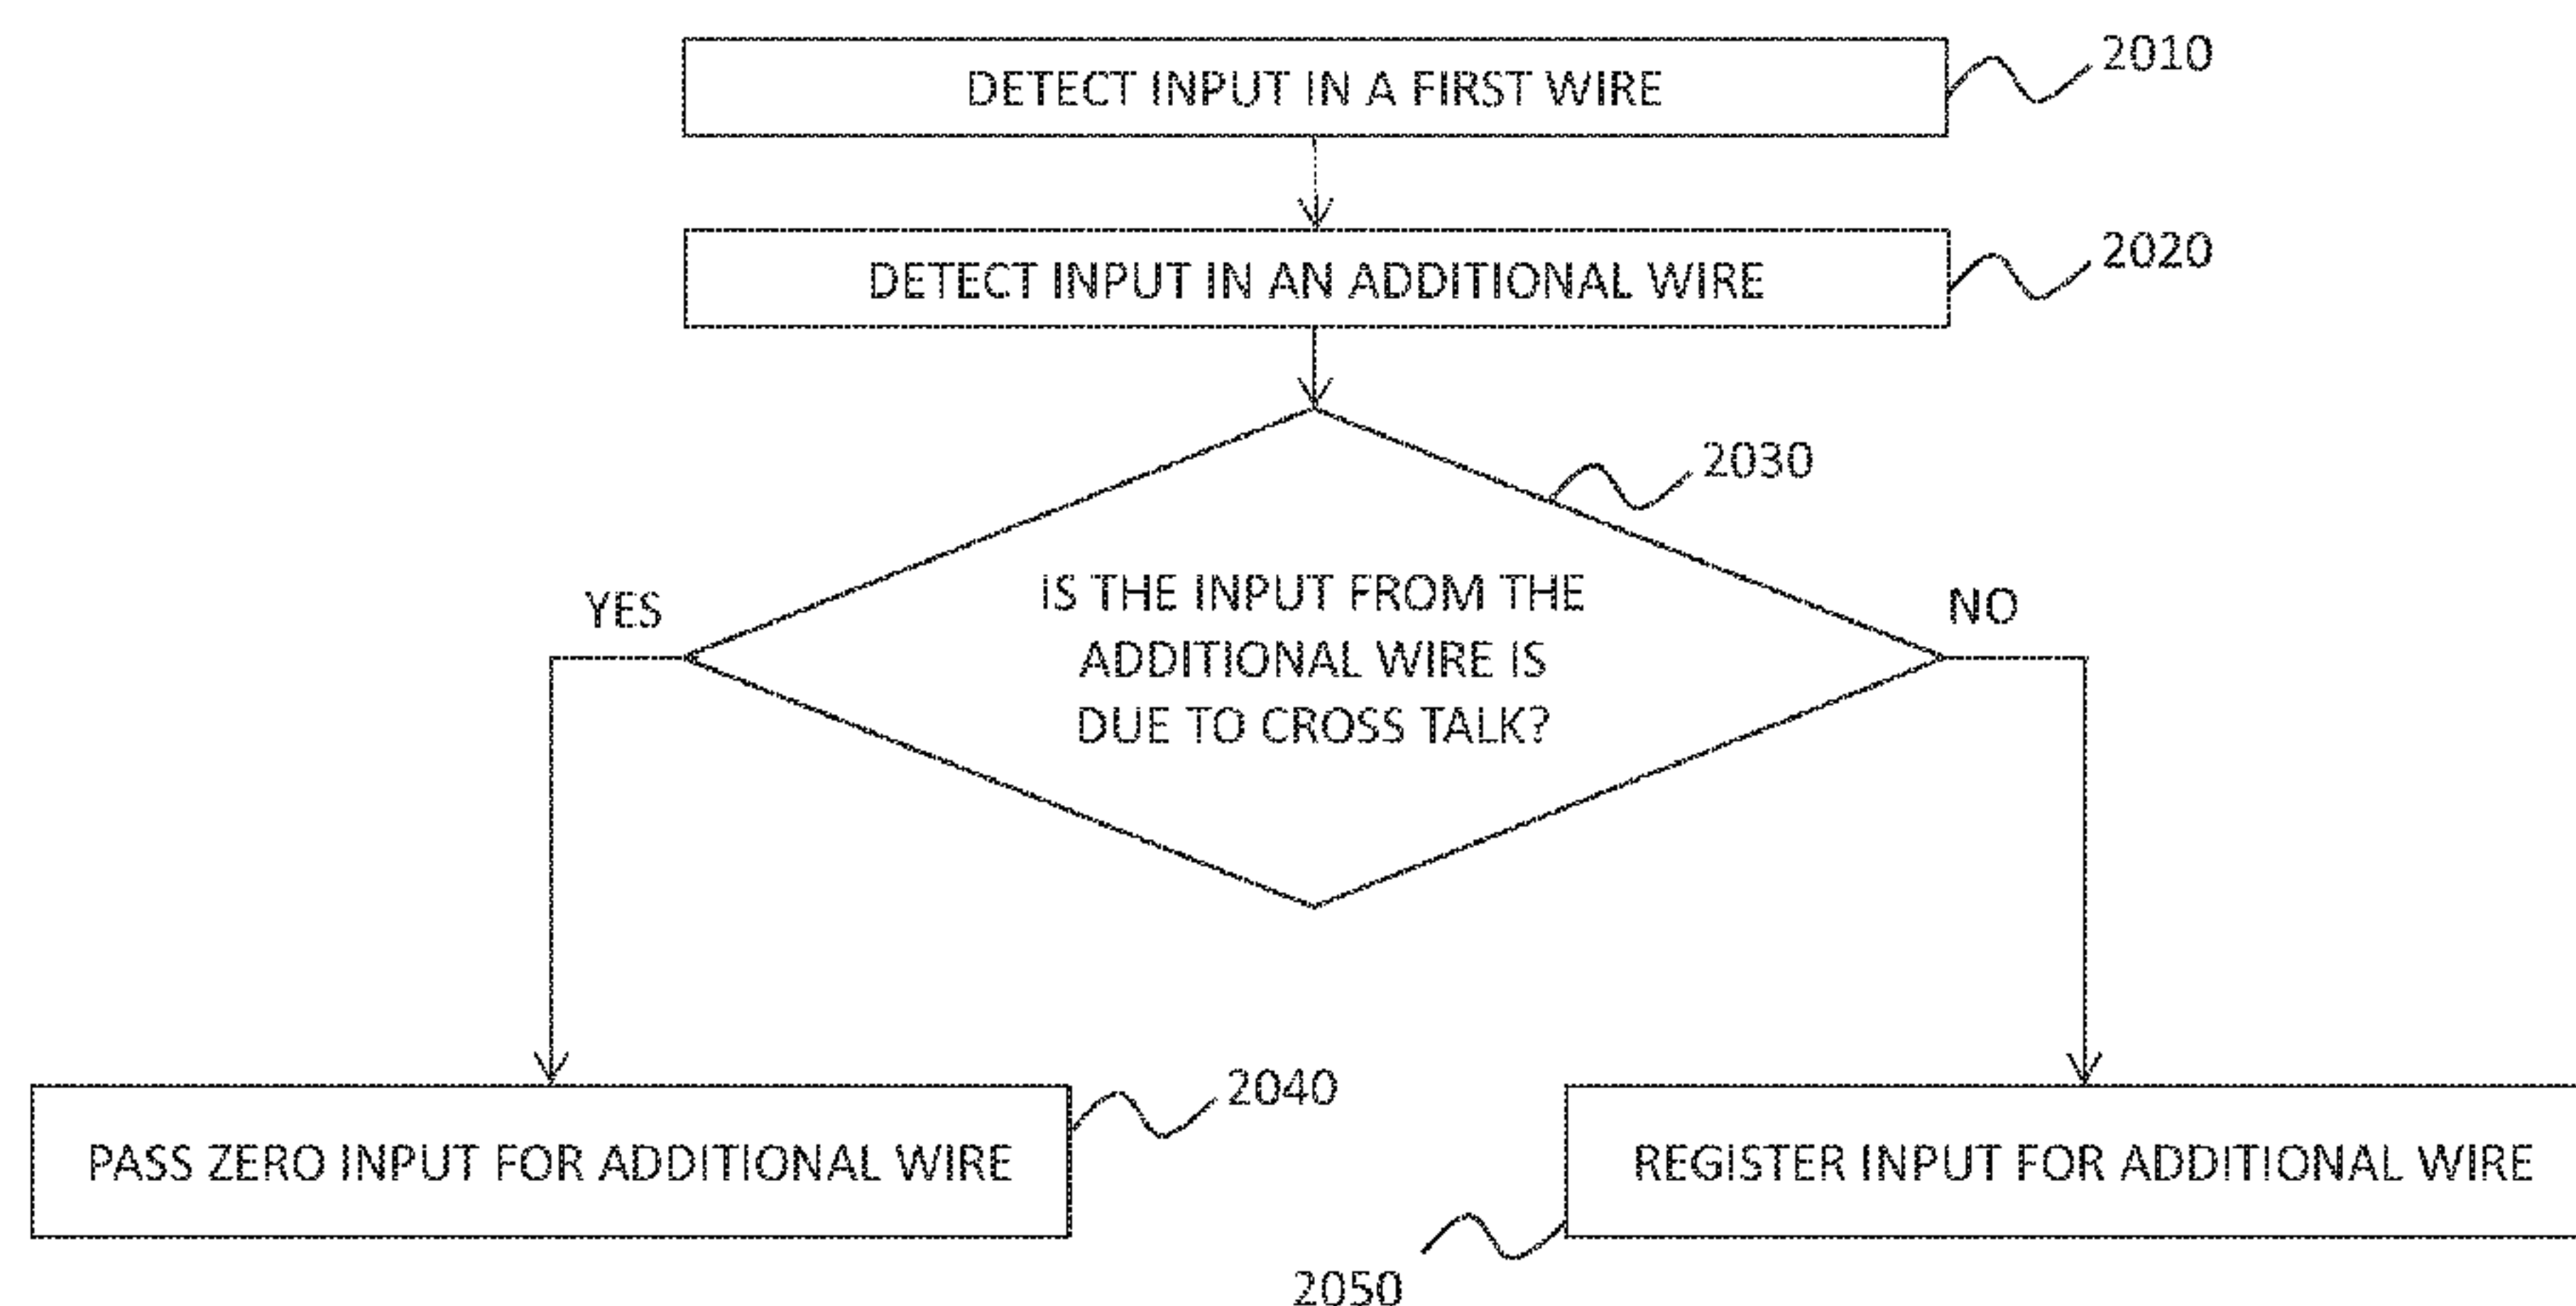 DETECT INPUT IN A FIRST WIRE
2010
DETECT INPUT IN AN ADDITIONAL WIRE
2020
2030
IS THE INPUT FROM THE
ADDITIONAL WIRE IS
DUE TO CROSS TALK?
YES
NO
PASS ZERO INPUT FOR ADDITIONAL WIRE
2040
REGISTER INPUT FOR ADDITIONAL WIRE
2050